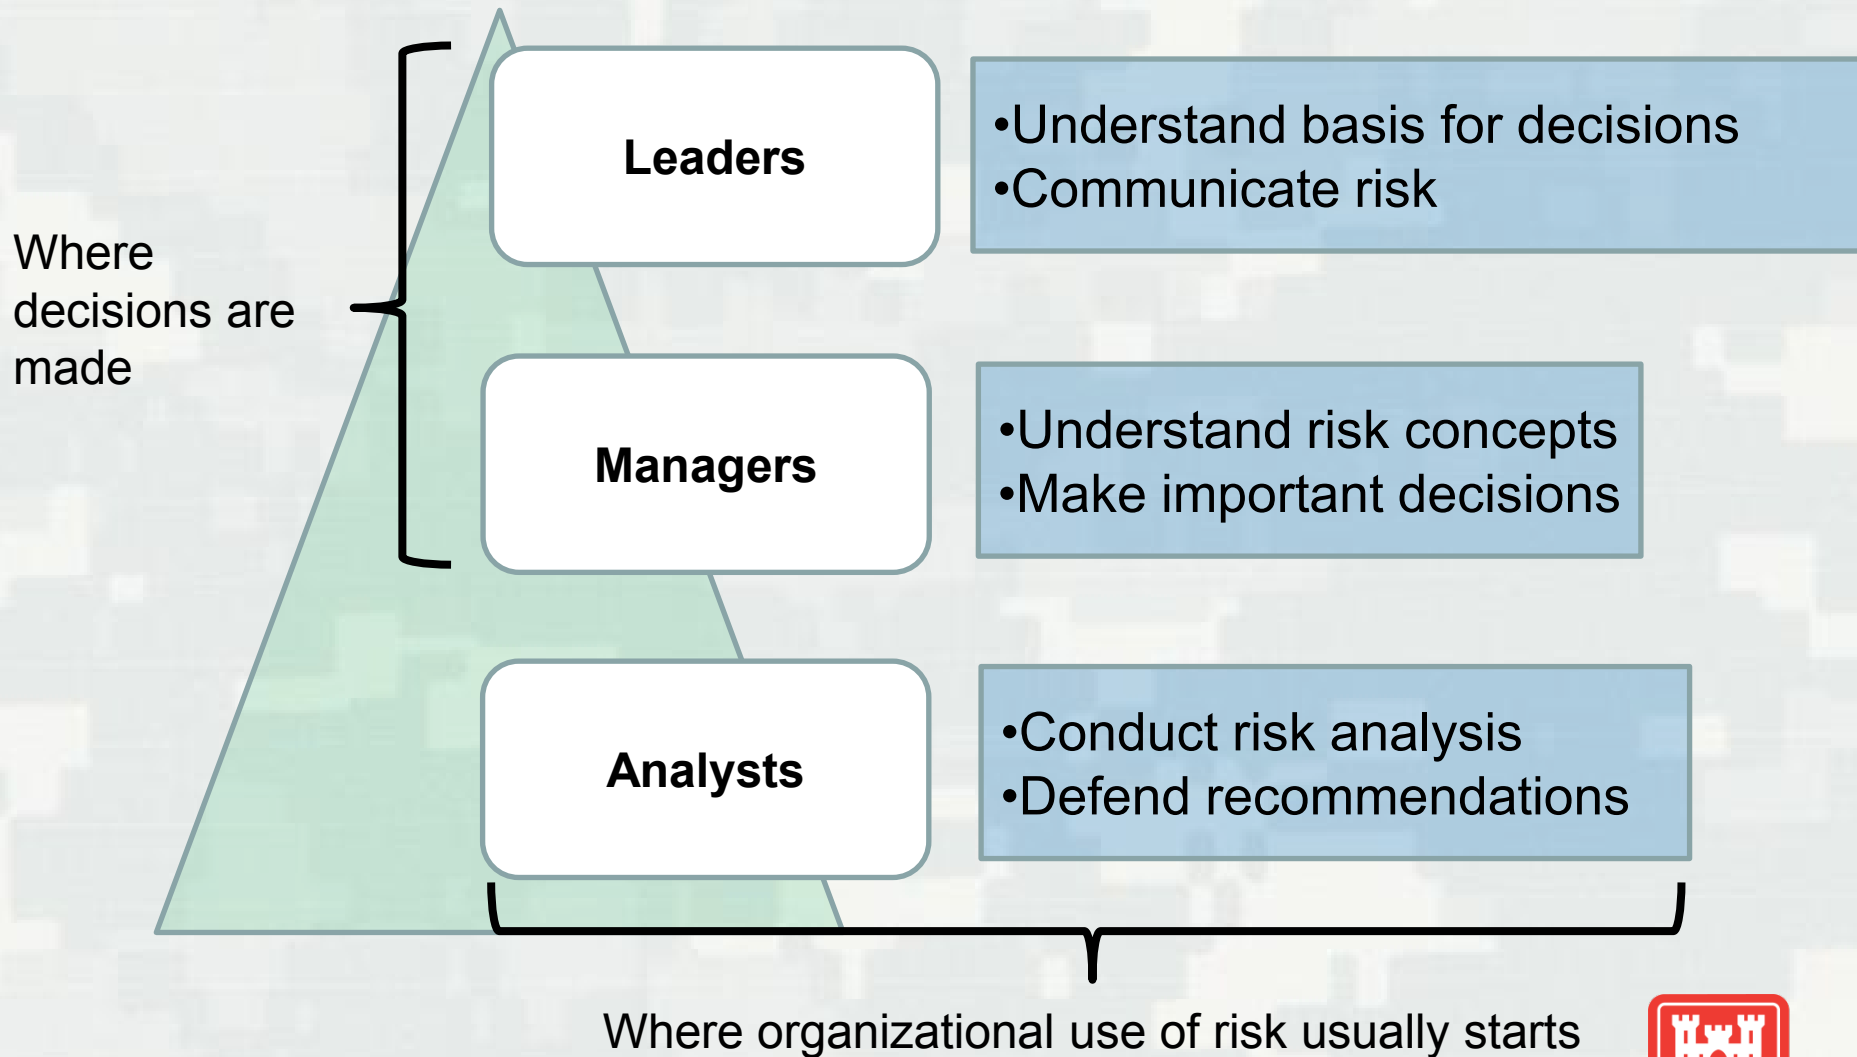 Leaders
•Understand basis for decisions
•Communicate risk
Where
decisions are
made
Managers
•Understand risk concepts
•Make important decisions
Analysts
•Conduct risk analysis
•Defend recommendations
Where organizational use of risk usually starts